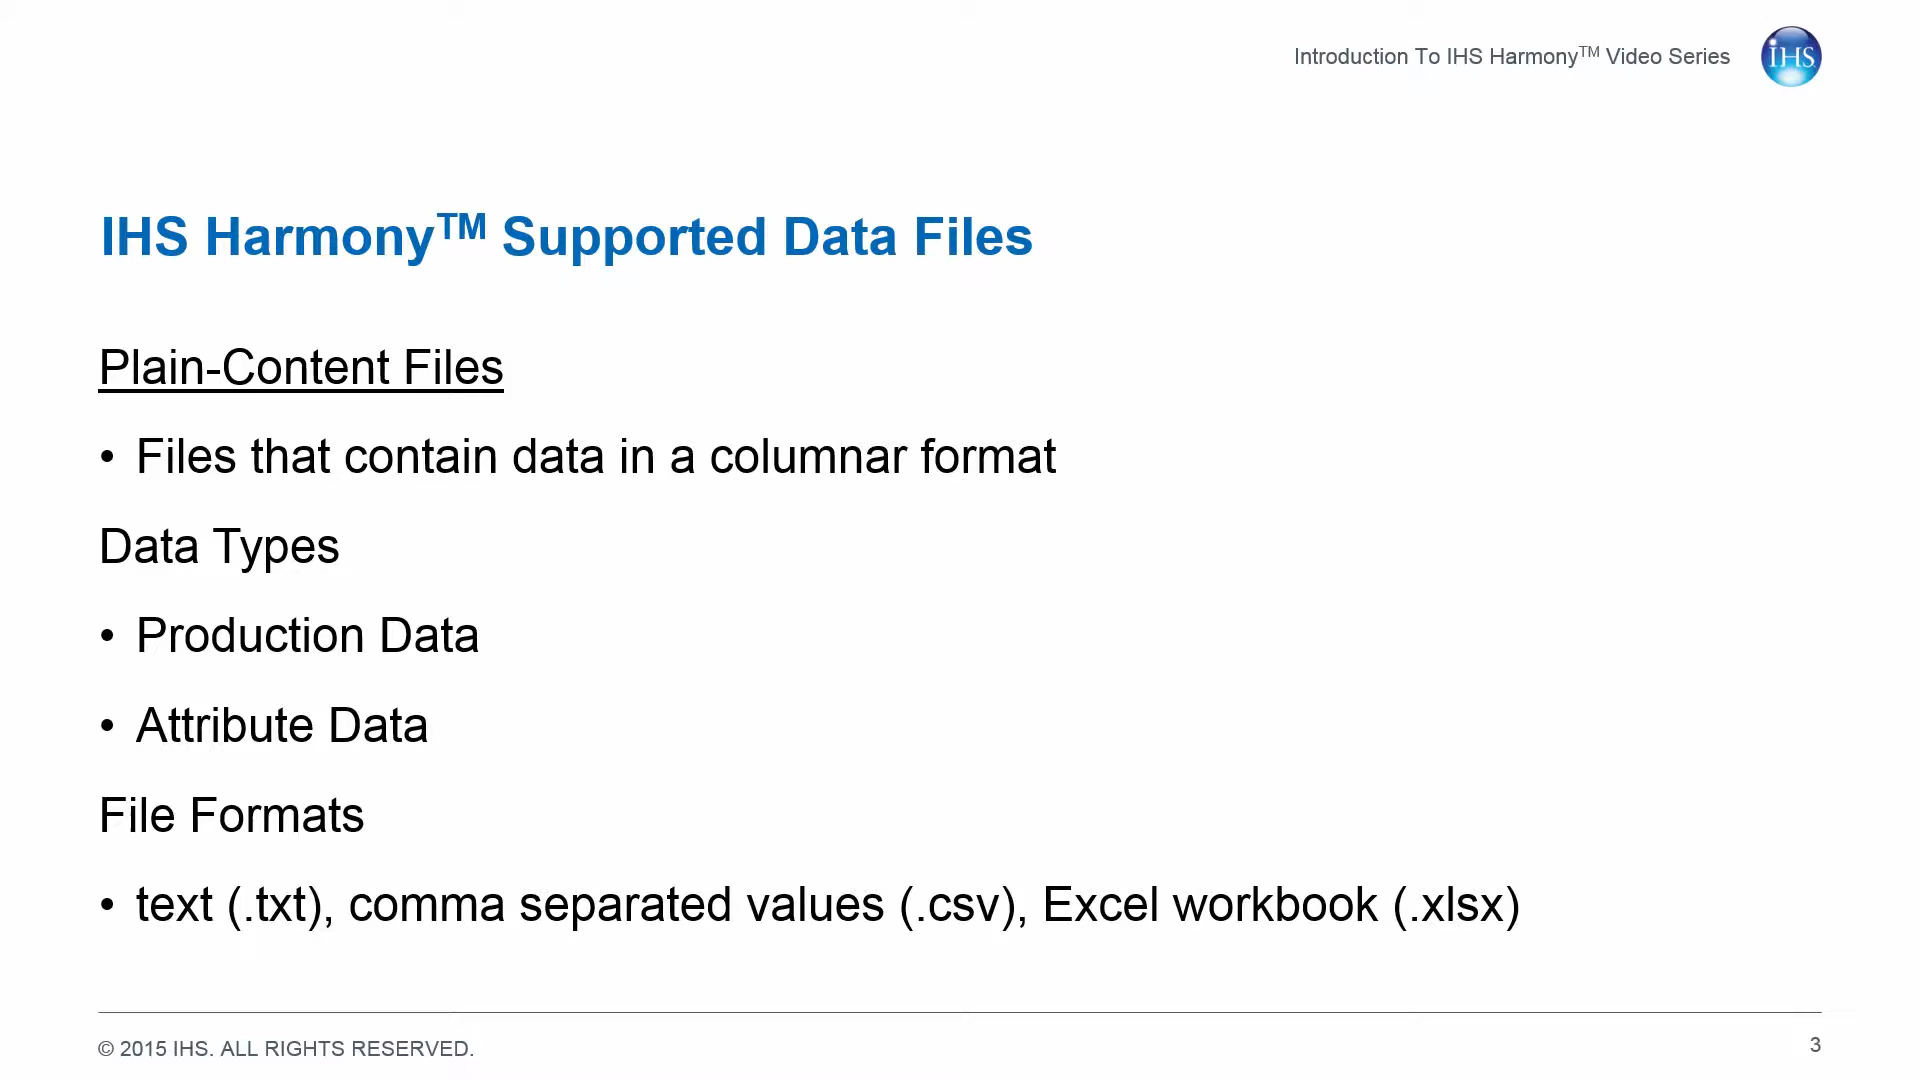 Introduction To IHS Harmony™ Video Series
IHS
IHS Harmony™ Supported Data Files
Plain-Content Files
• Files that contain data in a columnar format
Data Types
• Production Data
• Attribute Data
File Formats
• text (.txt), comma separated values (.csv), Excel workbook (.xlsx)
© 2015 IHS. ALL RIGHTS RESERVED.
3